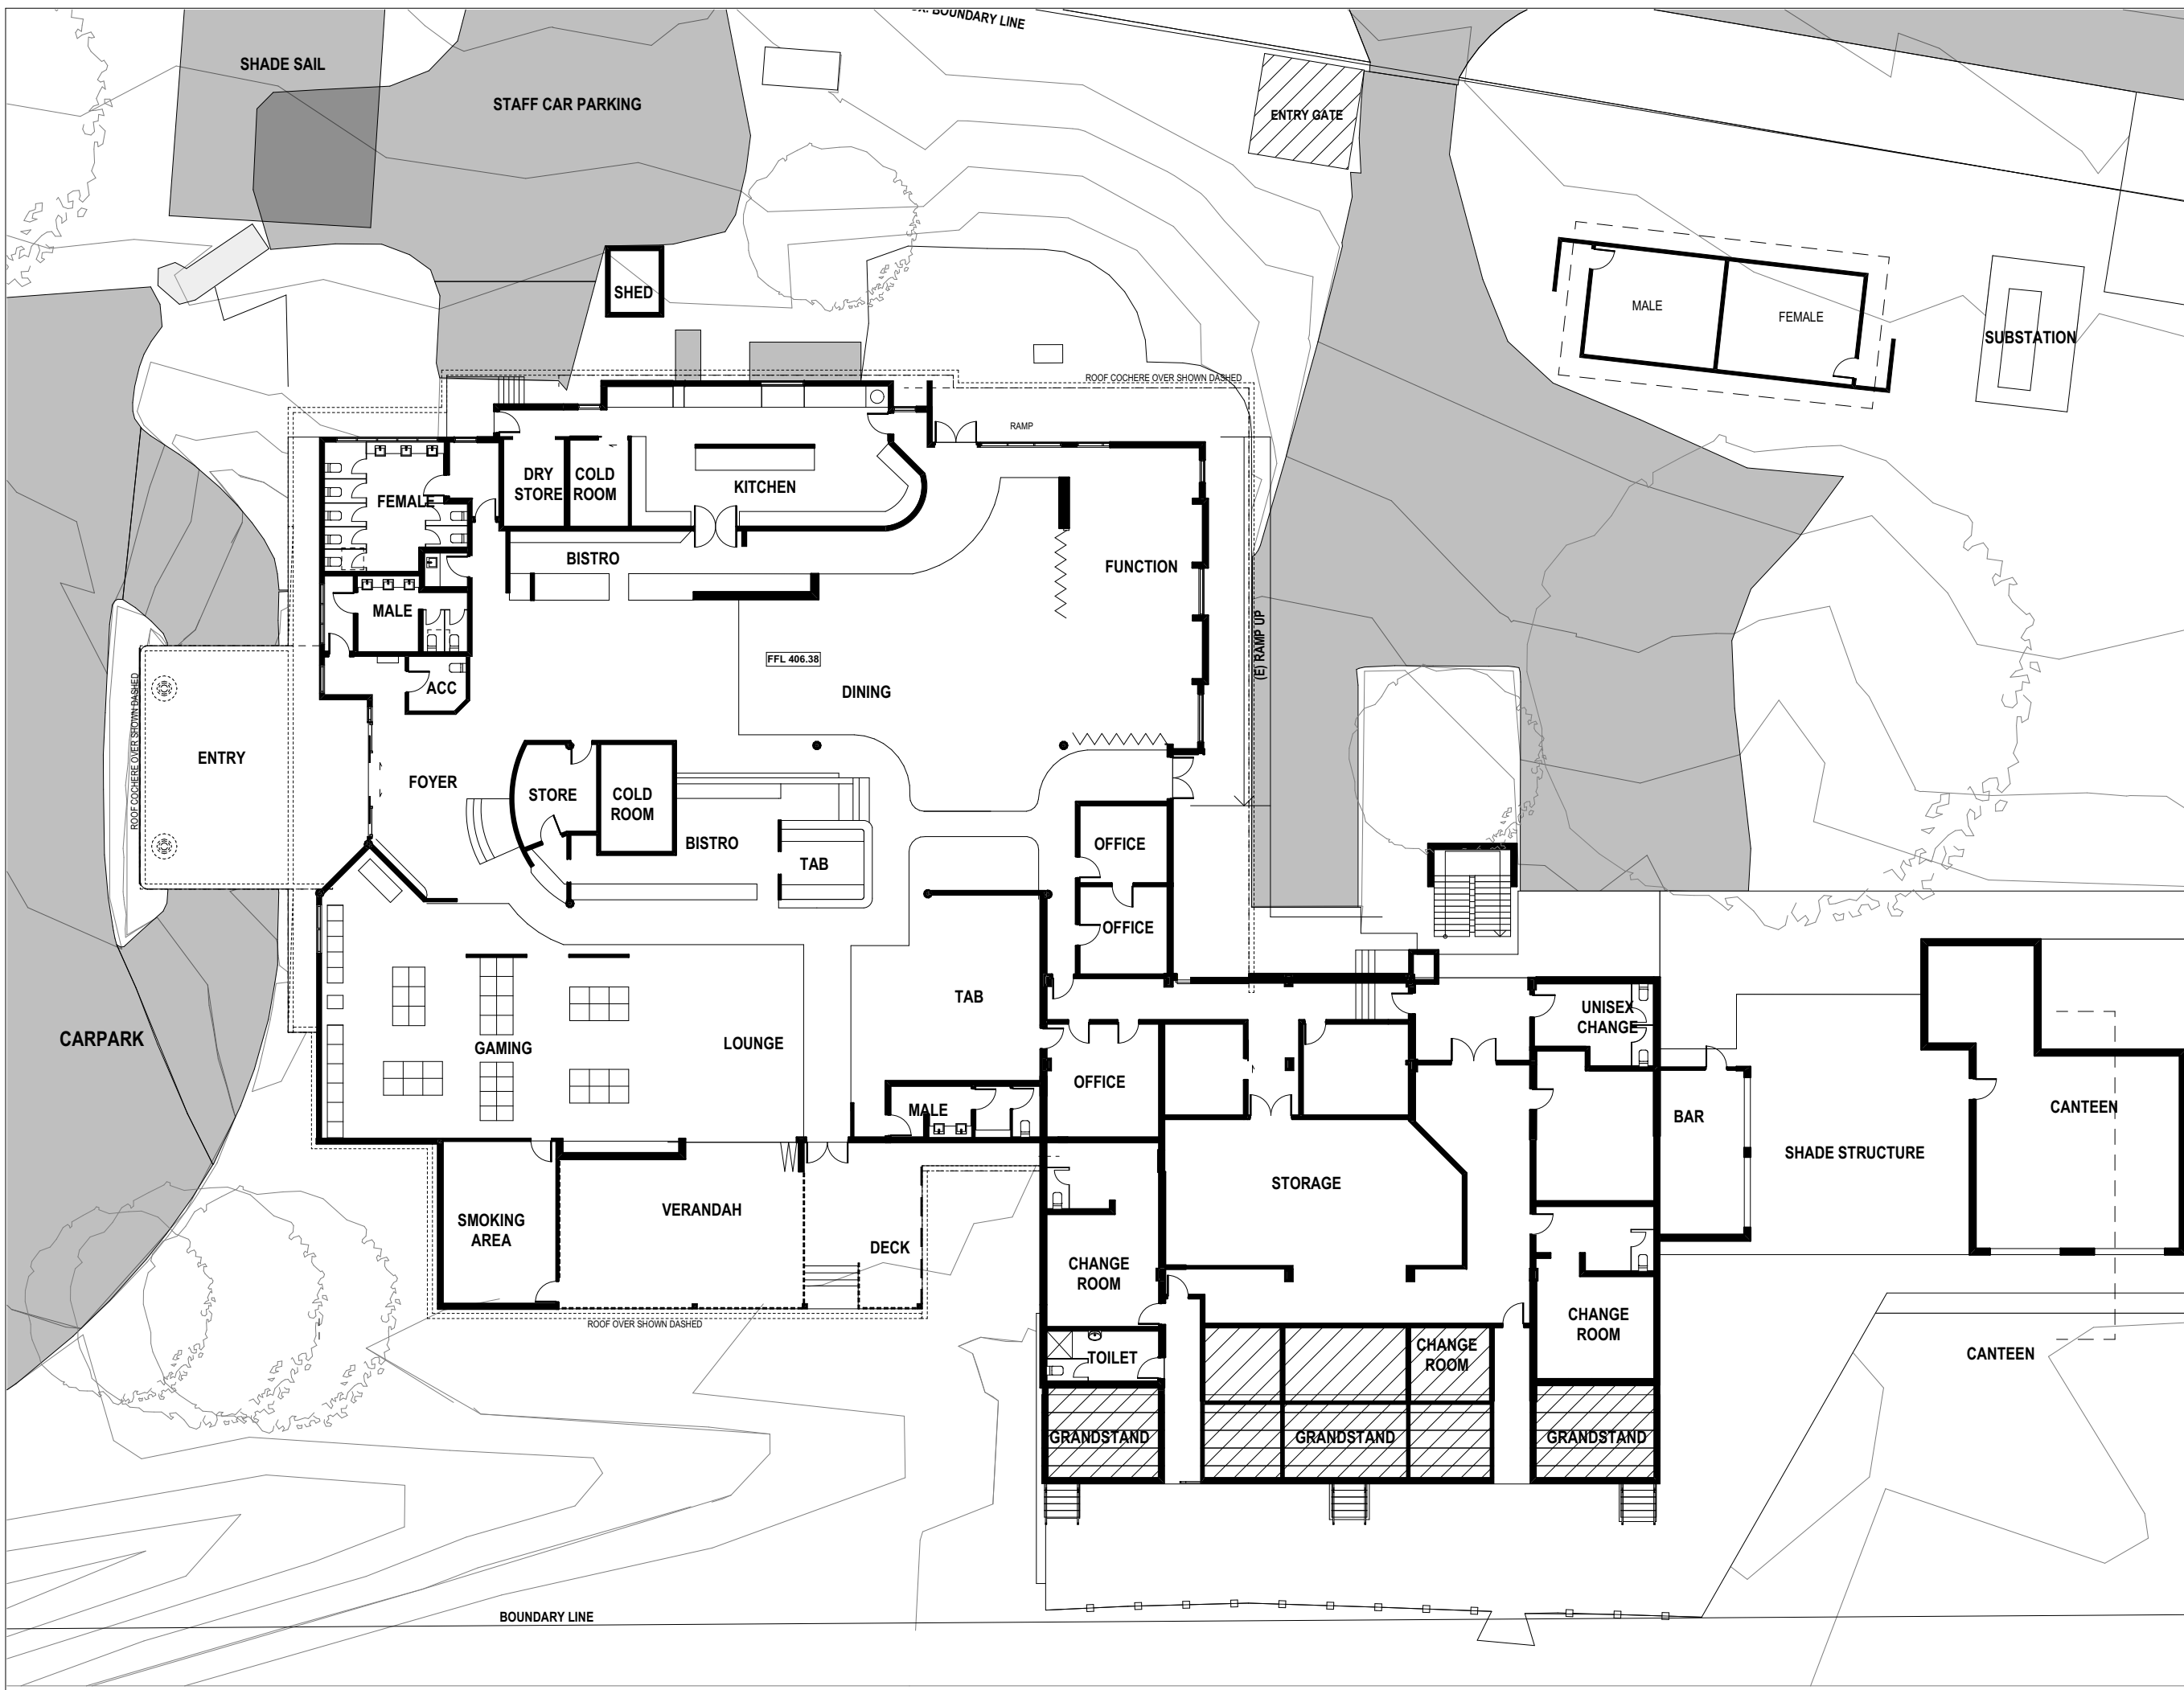 BOUNDARY LINE
SHADE SAIL
STAFF CAR PARKING
ENTRY GATE
SHED
MALE
FEMALE
SUBSTATION
ROOF COCHERE OVER SHOWN DASHED
RAMP
DRY
STORE
COLD
ROOM
KITCHEN
FEMALE
BISTRO
FUNCTION
MALE
(E) RAMP UP
FFL 406.38
ACC
DINING
ROOF COCHERE OVER SHOWN DASHED
ENTRY
FOYER
STORE
COLD
ROOM
BISTRO
TAB
OFFICE
OFFICE
TAB
UNISEX
CHANGE
CARPARK
GAMING
LOUNGE
OFFICE
MALE
BAR
CANTEEN
SHADE STRUCTURE
STORAGE
SMOKING
AREA
VERANDAH
DECK
CHANGE
ROOM
CHANGE
ROOM
ROOF OVER SHOWN DASHED
TOILET
CHANGE
ROOM
CANTEEN
GRANDSTAND
GRANDSTAND
GRANDSTAND
BOUNDARY LINE